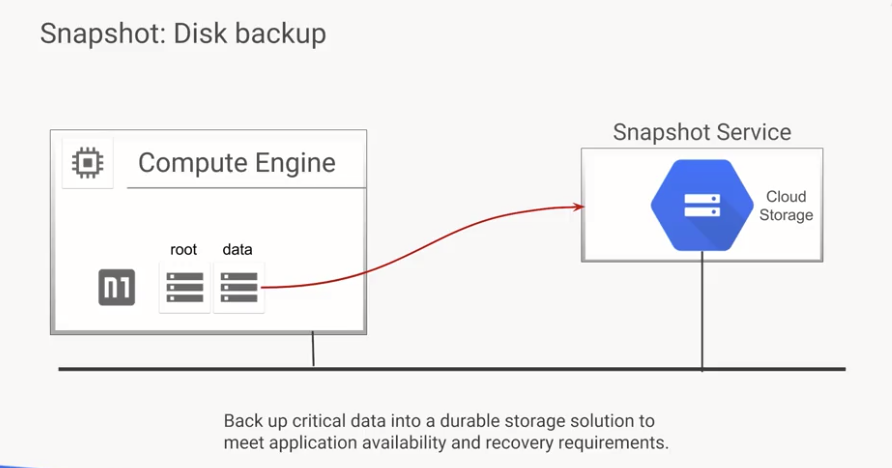 Snapshot: Disk backup
Compute Engine
Snapshot Service
Cloud
Storage
root data
n1
Back up critical data into a durable storage solution to
meet application availability and recovery requirements.